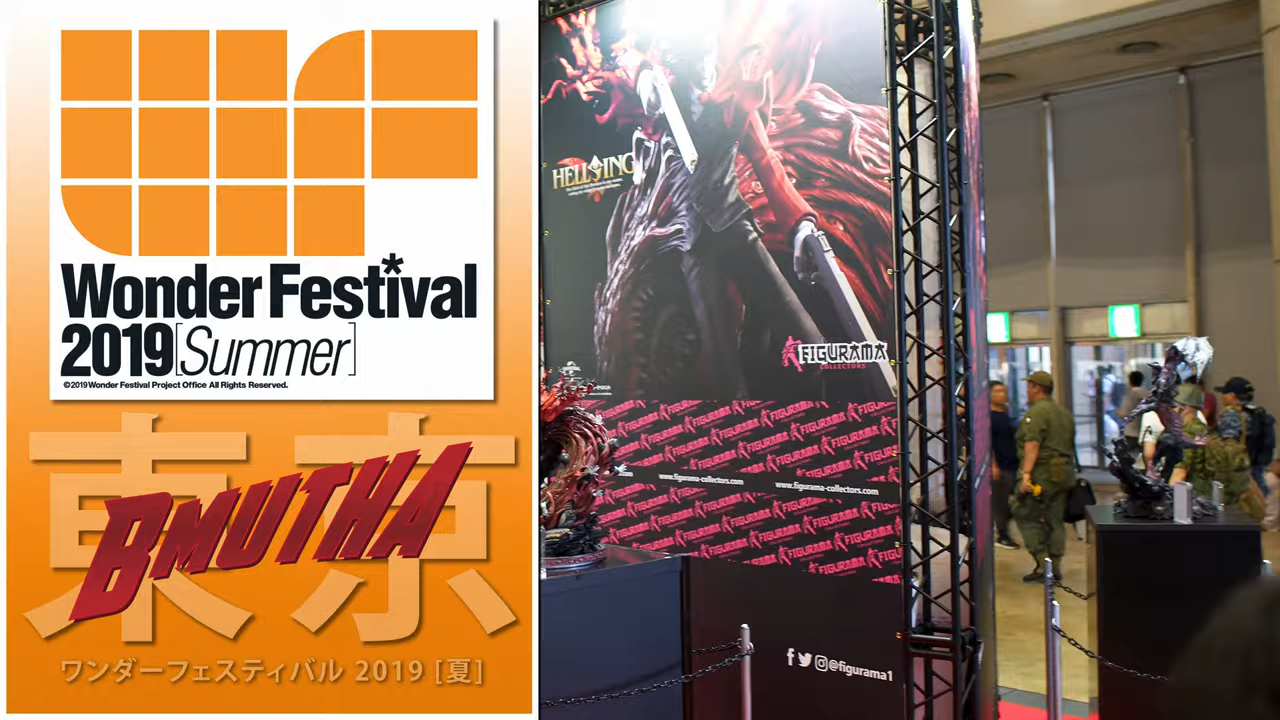 Wonder Festival
2019[Summer]
©2019 Wonder Festival Project Office All Rights Reserved.
東京
BMUTHA
ワンダーフェスティバル 2019 [夏]
HELLSING
FIGURAMA
COLLECTORS
FIGURAMA
www.figurama-collectors.com
www.figurama-collectors.com
@figurama1